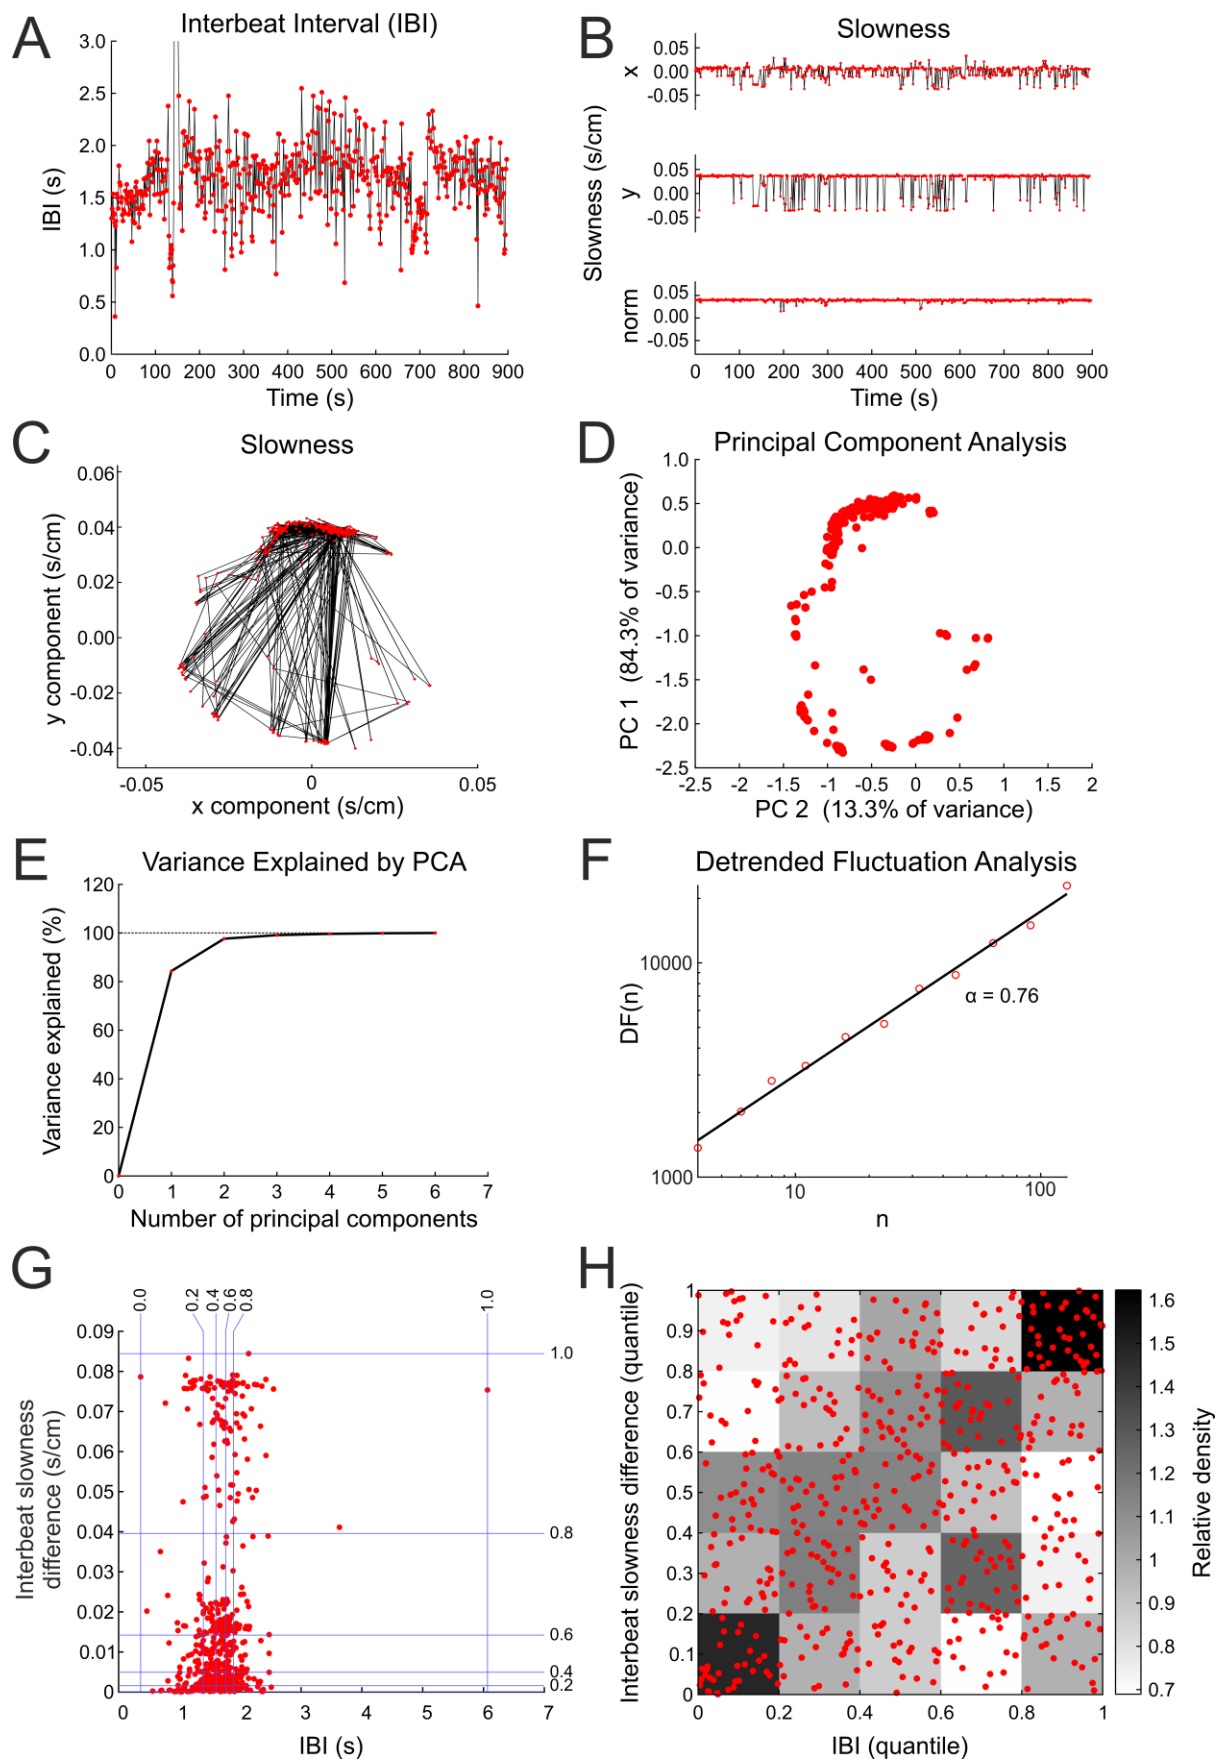 A
Interbeat Interval (IBI)
3.0
2.5
2.0
1.5
1.0
0.5
0.0
IBI (s)
0 100 200 300 400 500 600 700 800 900
Time (s)
B
Slowness
Slowness (s/cm)
x
0.05
0.00
-0.05
y
0.05
0.00
-0.05
norm
0.05
0.00
-0.05
0 100 200 300 400 500 600 700 800 900
Time (s)
C
Slowness
0.06
0.04
0.02
0.00
-0.02
-0.04
y component (s/cm)
-0.05 0 0.05
x component (s/cm)
D
Principal Component Analysis
1.0
0.5
0.0
-0.5
-1.0
-1.5
-2.0
-2.5
PC 1 (84.3% of variance)
-2.5 -2 -1.5 -1 -0.5 0 0.5 1 1.5 2
PC 2 (13.3% of variance)
E
Variance Explained by PCA
120
100
80
60
40
20
0
Variance explained (%)
0 1 2 3 4 5 6 7
Number of principal components
F
Detrended Fluctuation Analysis
10000
1000
DF(n)
α = 0.76
10 100
n
G
0.0 0.2 0.4 0.6 0.8 1.0
0.09
0.08
0.07
0.06
0.05
0.04
0.03
0.02
0.01
0
Interbeat slowness
difference (s/cm)
1.0
0.8
0.6
0.4
0.2
0 1 2 3 4 5 6 7
IBI (s)
H
1
0.9
0.8
0.7
0.6
0.5
0.4
0.3
0.2
0.1
0
Interbeat slowness difference (quantile)
0 0.2 0.4 0.6 0.8 1
IBI (quantile)
1.6
1.5
1.4
1.3
1.2
1.1
1
0.9
0.8
0.7
Relative density